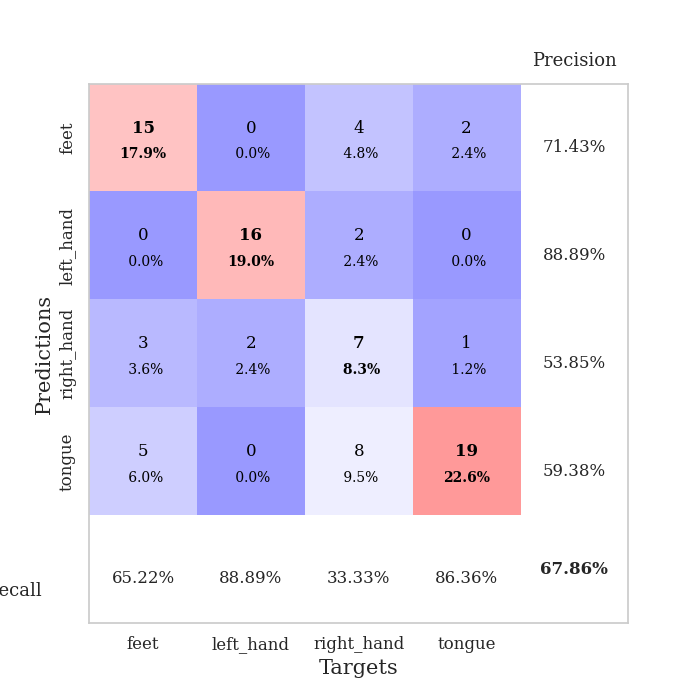 Precision
feet 15 0 4 2 71.43%
17.9% 0.0% 4.8% 2.4%
left_hand 0 16 2 0 88.89%
0.0% 19.0% 2.4% 0.0%
right_hand 3 2 7 1 53.85%
3.6% 2.4% 8.3% 1.2%
tongue 5 0 8 19 59.38%
6.0% 0.0% 9.5% 22.6%
Predictions
ecall 65.22% 88.89% 33.33% 86.36% 67.86%
feet left_hand right_hand tongue
Targets